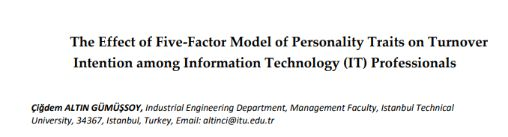 The Effect of Five-Factor Model of Personality Traits on Turnover
Intention among Information Technology (IT) Professionals
Çiğdem ALTIN GÜMÜŞSOY, Industrial Engineering Department, Management Faculty, Istanbul Technical
University, 34367, Istanbul, Turkey, Email: altinci@itu.edu.tr